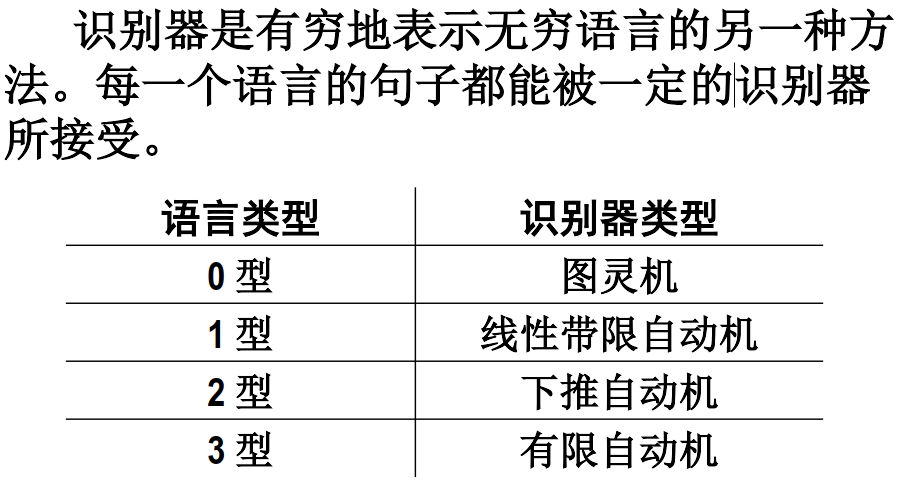 识别器是有穷地表示无穷语言的另一种方
法。每一个语言的句子都能被一定的识别器
所接受。
语言类型 识别器类型
0 型 图灵机
1 型 线性带限自动机
2 型 下推自动机
3 型 有限自动机